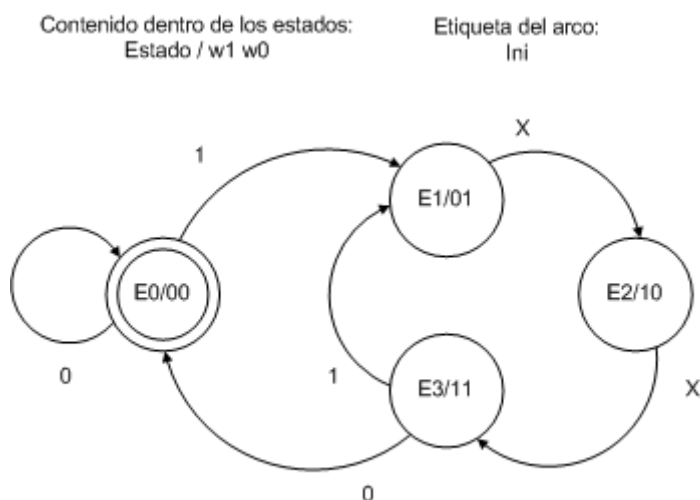 Contenido dentro de los estados:
Estado / w1 w0
Etiqueta del arco:
Ini
X
1
E1/01
E0/00
E2/10
1
E3/11
X
0
0